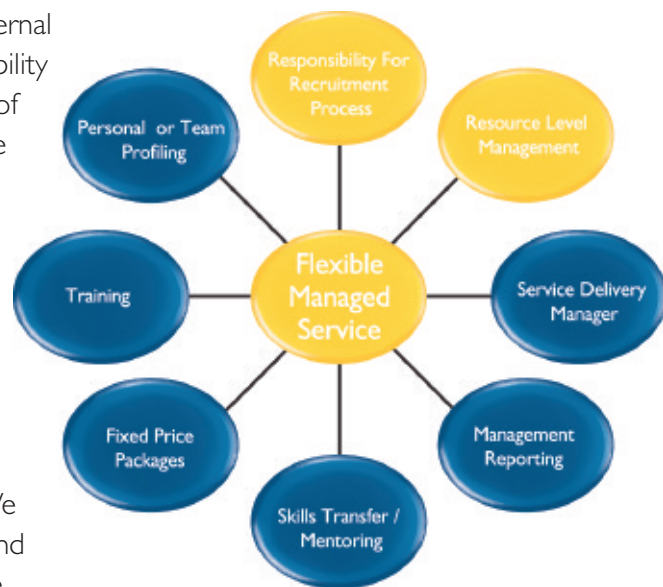 ernal
bility
of
e
Responsibility For
Recruitment
Process
Personal or Team
Profiling
Resource Level
Management
Training
Flexible
Managed
Service
Service Delivery
Manager
Fixed Price
Packages
Management
Reporting
Skills Transfer /
Mentoring
nd